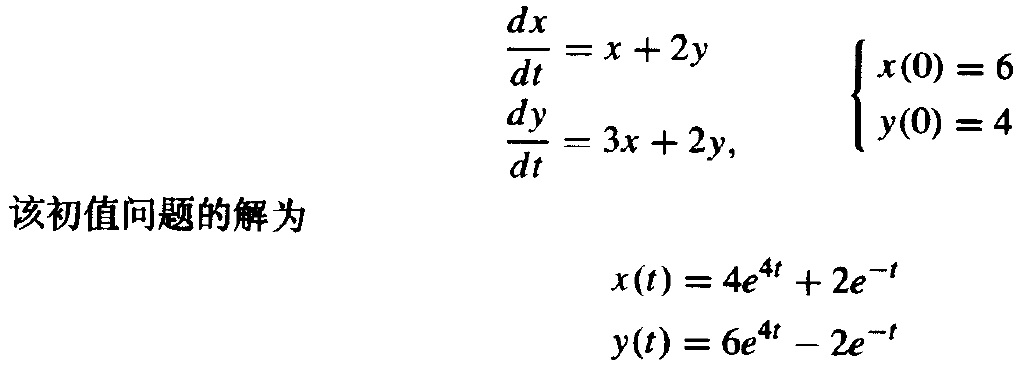 dx/dt = x + 2y
dy/dt = 3x + 2y,
{ x(0) = 6
y(0) = 4
该初值问题的解为
x(t) = 4e^{4t} + 2e^{-t}
y(t) = 6e^{4t} − 2e^{-t}